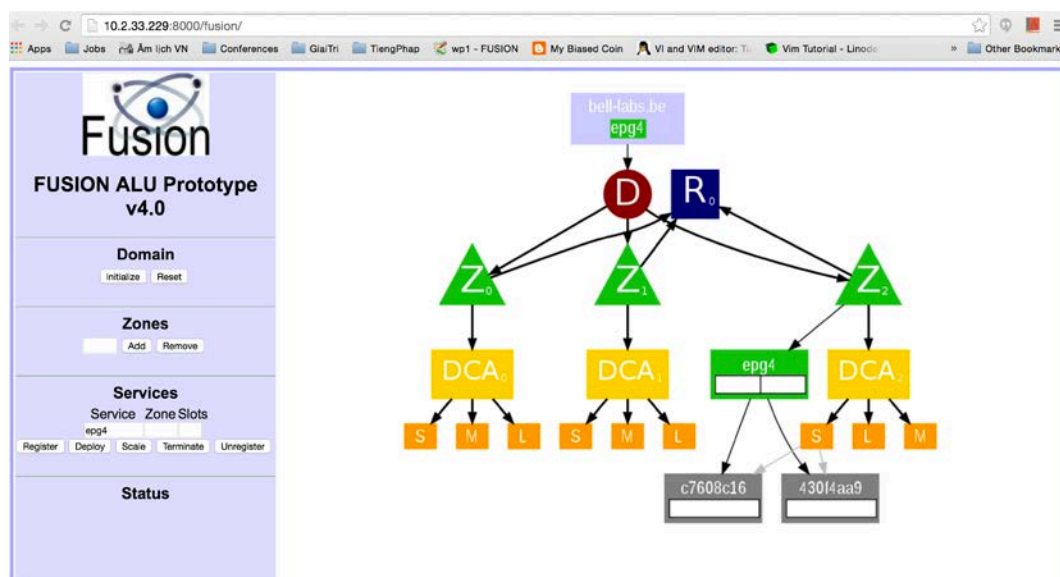 10.2.33.229:8000/fusion/
Apps Jobs Âm lịch VN Conferences GiaiTri TiengPhap wp1 - FUSION My Biased Coin VI and VIM editor: Tu Vim Tutorial - Linode » Other Bookmark
Fusion
FUSION ALU Prototype
v4.0
Domain
Initialize Reset
Zones
Add Remove
Services
Service Zone Slots
epg4
Register Deploy Scale Terminate Unregister
Status
bell-labs.be
epg4
D R0
Z0 Z1 Z2
DCA0 DCA1 epg4 DCA2
S M L S M L S L M
c7608c16 430f4aa9